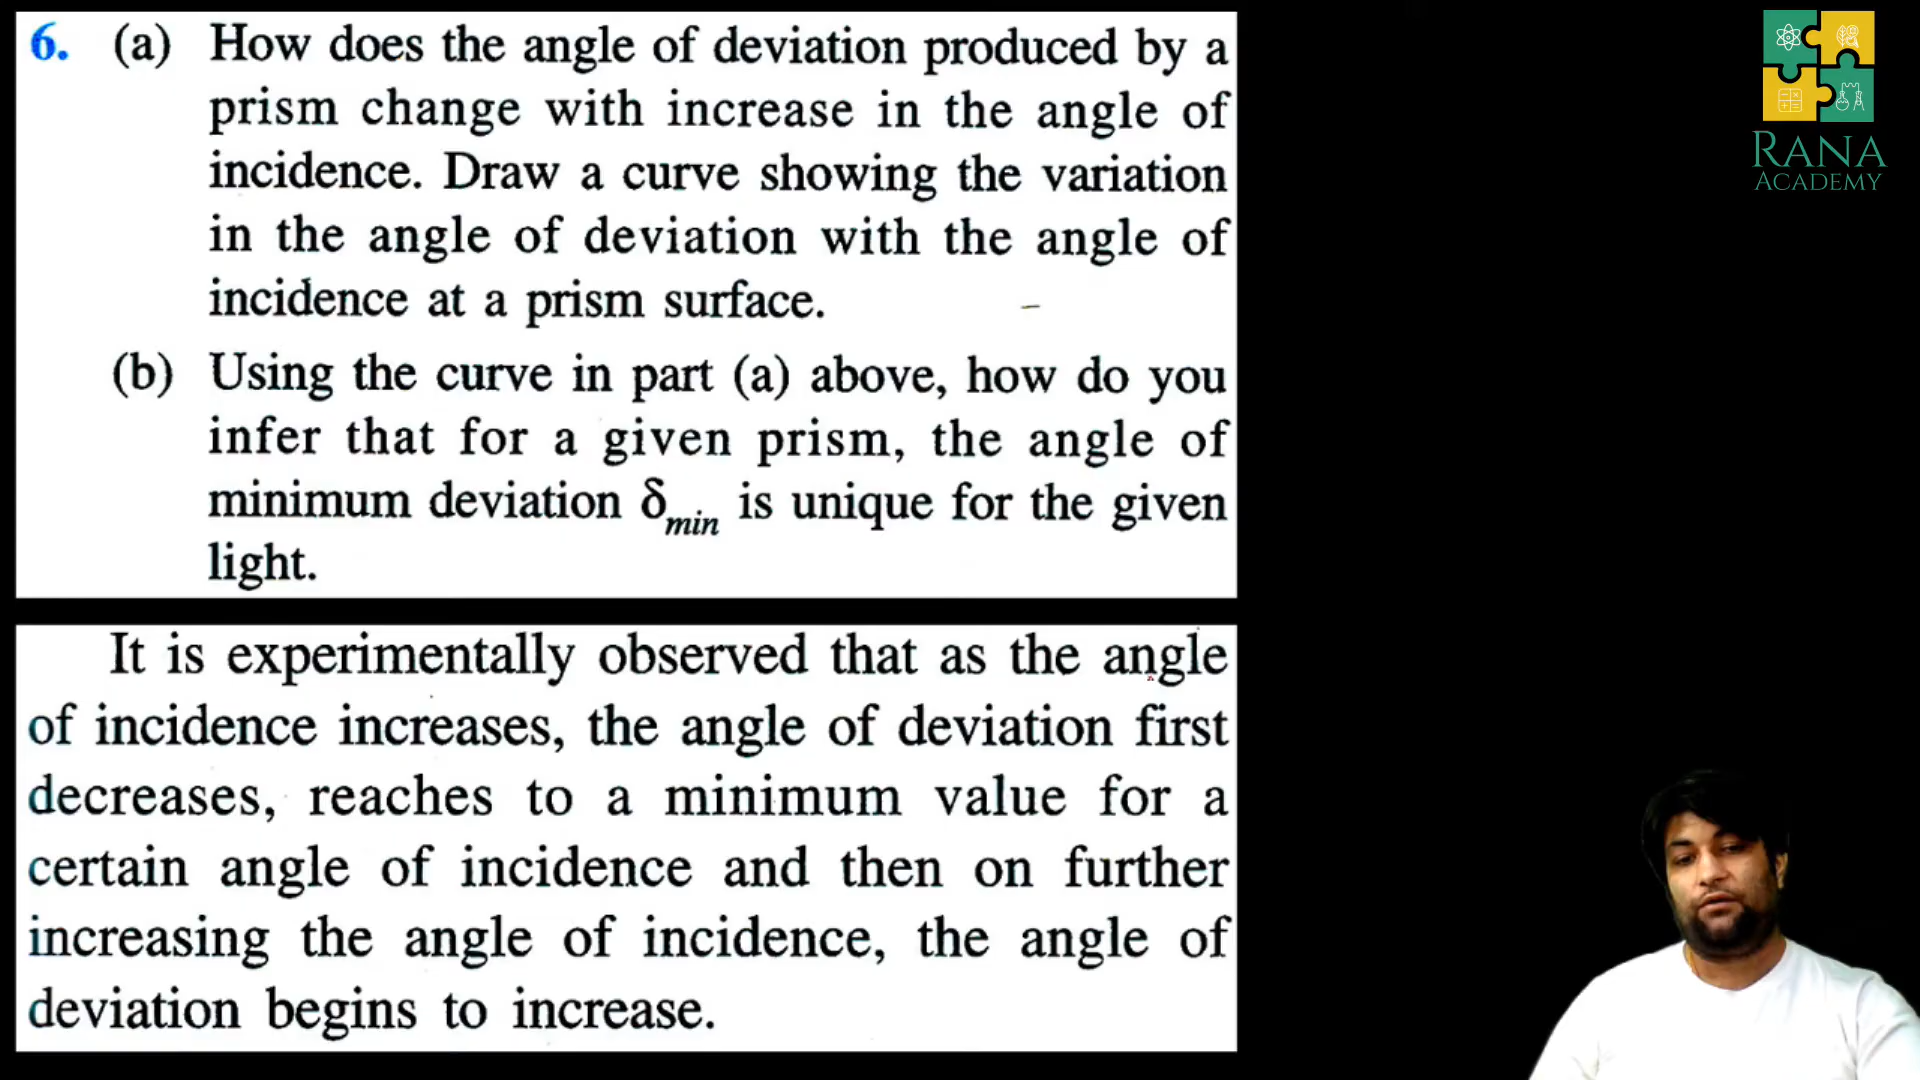 6. (a) How does the angle of deviation produced by a
prism change with increase in the angle of
incidence. Draw a curve showing the variation
in the angle of deviation with the angle of
incidence at a prism surface.
(b) Using the curve in part (a) above, how do you
infer that for a given prism, the angle of
minimum deviation δmin is unique for the given
light.
It is experimentally observed that as the angle
of incidence increases, the angle of deviation first
decreases, reaches to a minimum value for a
certain angle of incidence and then on further
increasing the angle of incidence, the angle of
deviation begins to increase.
RANA
ACADEMY